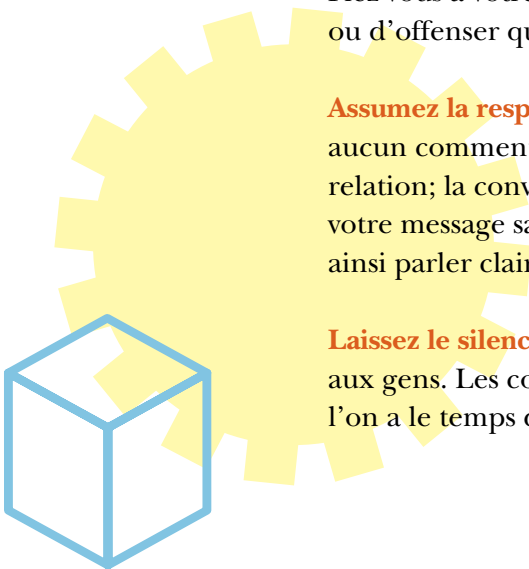 ou d’offenser qu
Assumez la resp
aucun commen
relation; la conv
votre message sa
ainsi parler clair
Laissez le silenc
aux gens. Les co
l’on a le temps d